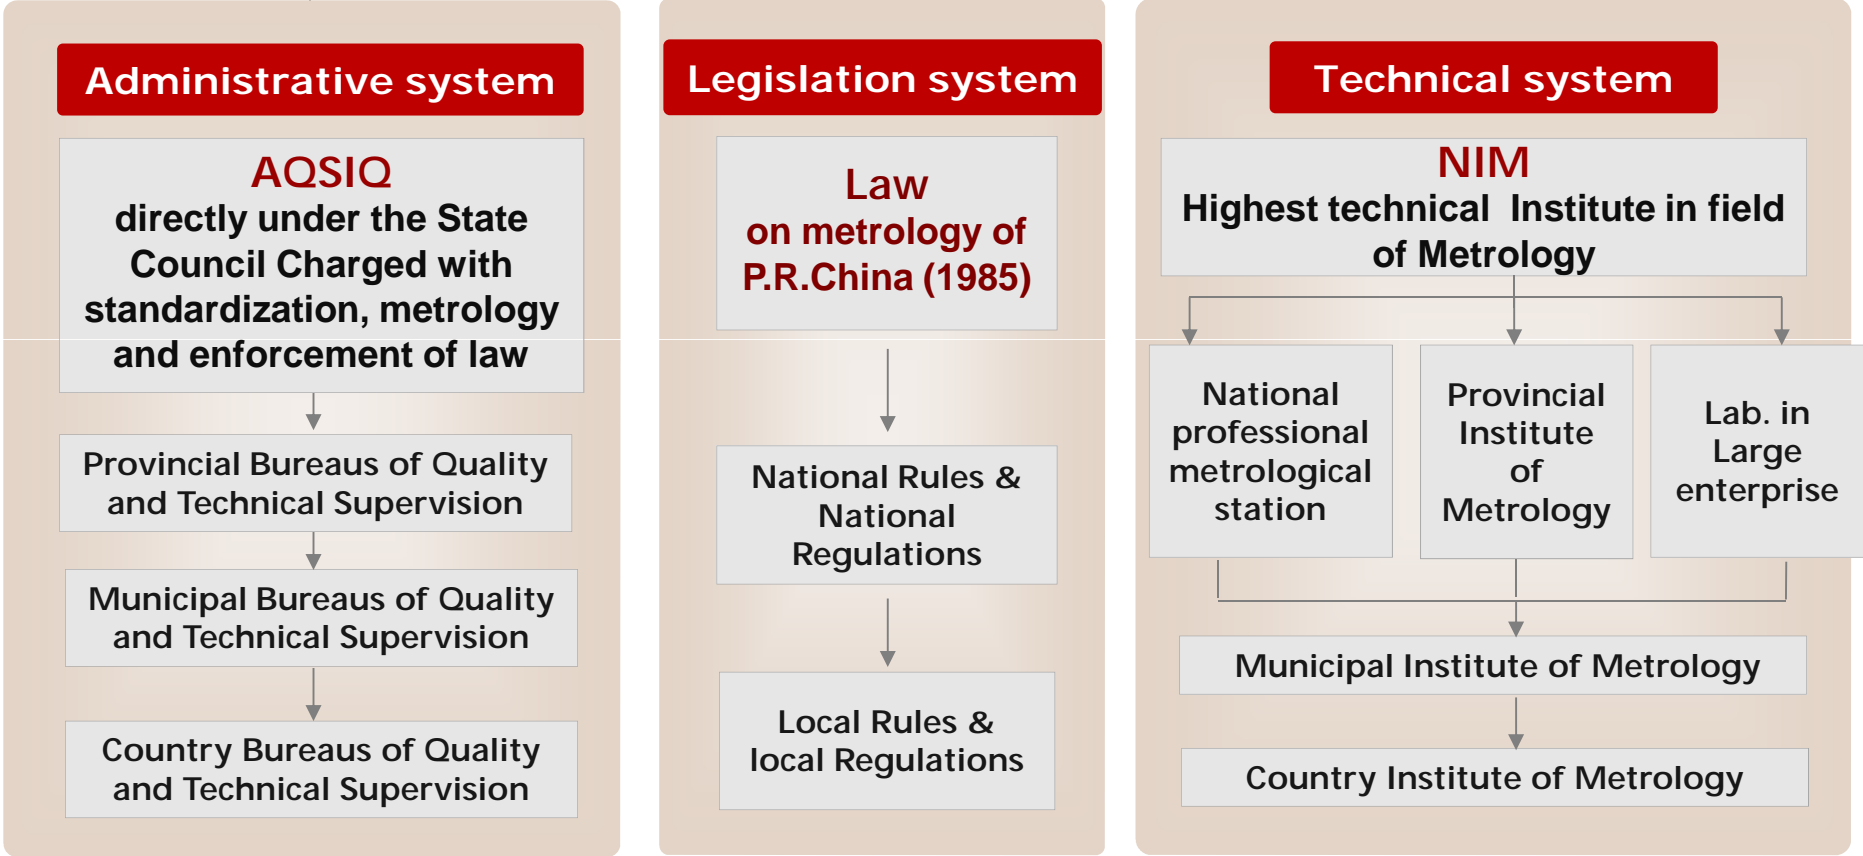 Administrative system
AQSIQ
directly under the State
Council Charged with
standardization, metrology
and enforcement of law
Provincial Bureaus of Quality
and Technical Supervision
Municipal Bureaus of Quality
and Technical Supervision
Country Bureaus of Quality
and Technical Supervision
Legislation system
Law
on metrology of
P.R.China (1985)
National Rules &
National
Regulations
Local Rules &
local Regulations
Technical system
NIM
Highest technical Institute in field
of Metrology
National
professional
metrological
station
Provincial
Institute
of
Metrology
Lab. in
Large
enterprise
Municipal Institute of Metrology
Country Institute of Metrology